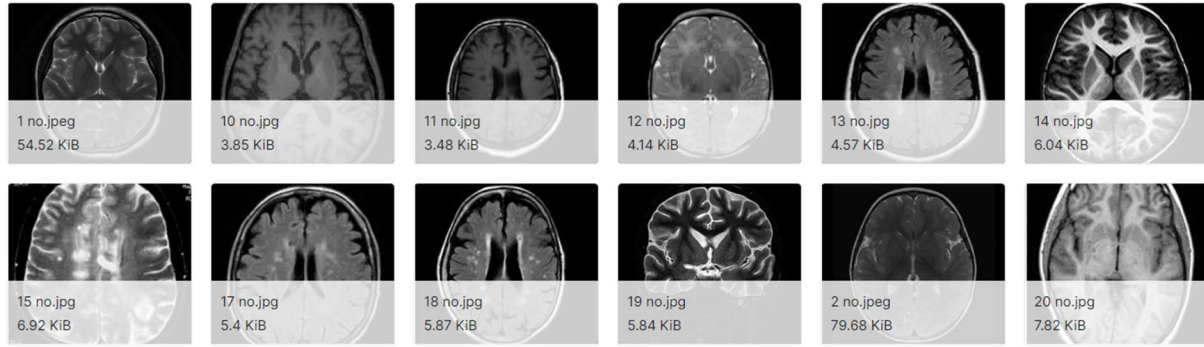 1 no.jpeg
54.52 KiB
10 no.jpg
3.85 KiB
11 no.jpg
3.48 KiB
12 no.jpg
4.14 KiB
13 no.jpg
4.57 KiB
14 no.jpg
6.04 KiB
15 no.jpg
6.92 KiB
17 no.jpg
5.4 KiB
18 no.jpg
5.87 KiB
19 no.jpg
5.84 KiB
2 no.jpeg
79.68 KiB
20 no.jpg
7.82 KiB